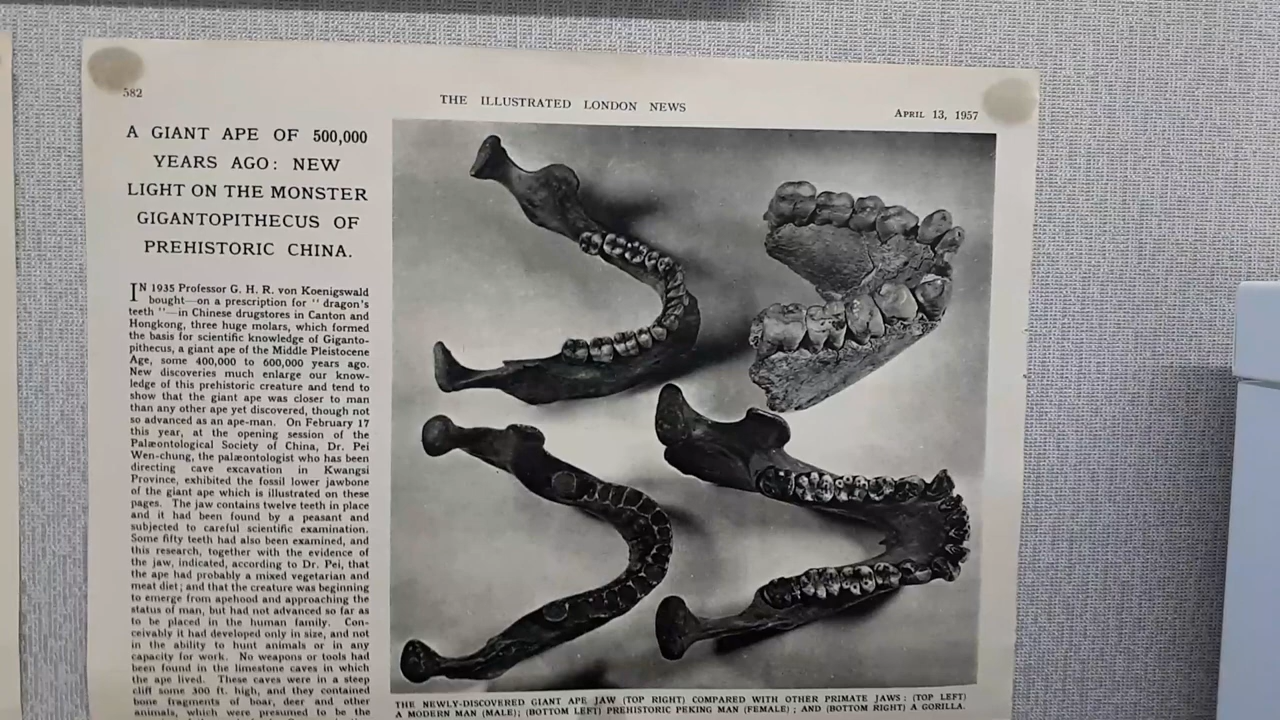 582
THE ILLUSTRATED LONDON NEWS
APRIL 13, 1957
A GIANT APE OF 500,000
YEARS AGO: NEW
LIGHT ON THE MONSTER
GIGANTOPITHECUS OF
PREHISTORIC CHINA.
IN 1935 Professor G. H. R. von Koenigswald
bought—on a prescription for “dragon's
teeth”—in Chinese drugstores in Canton and
Hongkong, three huge molars, which formed
the basis for scientific knowledge of Giganto-
pithecus, a giant ape of the Middle Pleistocene
Age, some 400,000 to 600,000 years ago.
New discoveries much enlarge our know-
ledge of this prehistoric creature and tend to
show that the giant ape was closer to man
than any other ape yet discovered, though not
so advanced as an ape-man. On February 17
this year, at the opening session of the
Palæontological Society of China, Dr. Pei
Wen-chung, the palæontologist who has been
directing cave excavation in Kwangsi
Province, exhibited the fossil lower jawbone
of the giant ape which is illustrated on these
pages. The jaw contains twelve teeth in place
and it had been found by a peasant and
subjected to careful scientific examination.
Some fifty teeth had also been examined, and
this research, together with the evidence of
the jaw, indicated, according to Dr. Pei, that
the ape had probably a mixed vegetarian and
meat diet; and that the creature was beginning
to emerge from apehood and approaching the
status of man, but had not advanced so far as
to be placed in the human family. Con-
ceivably it had developed only in size, and not
in the ability to hunt animals or in any
capacity for work. No weapons or tools had
been found in the limestone caves in which
the ape lived. These caves were in a steep
cliff some 300 ft. high, and they contained
bone fragments of boar, deer and other
animals, which were presumed to be the
THE NEWLY-DISCOVERED GIANT APE JAW (TOP RIGHT) COMPARED WITH OTHER PRIMATE JAWS: (TOP LEFT)
A MODERN MAN (MALE); (BOTTOM LEFT) PREHISTORIC PEKING MAN (FEMALE); AND (BOTTOM RIGHT) A GORILLA.